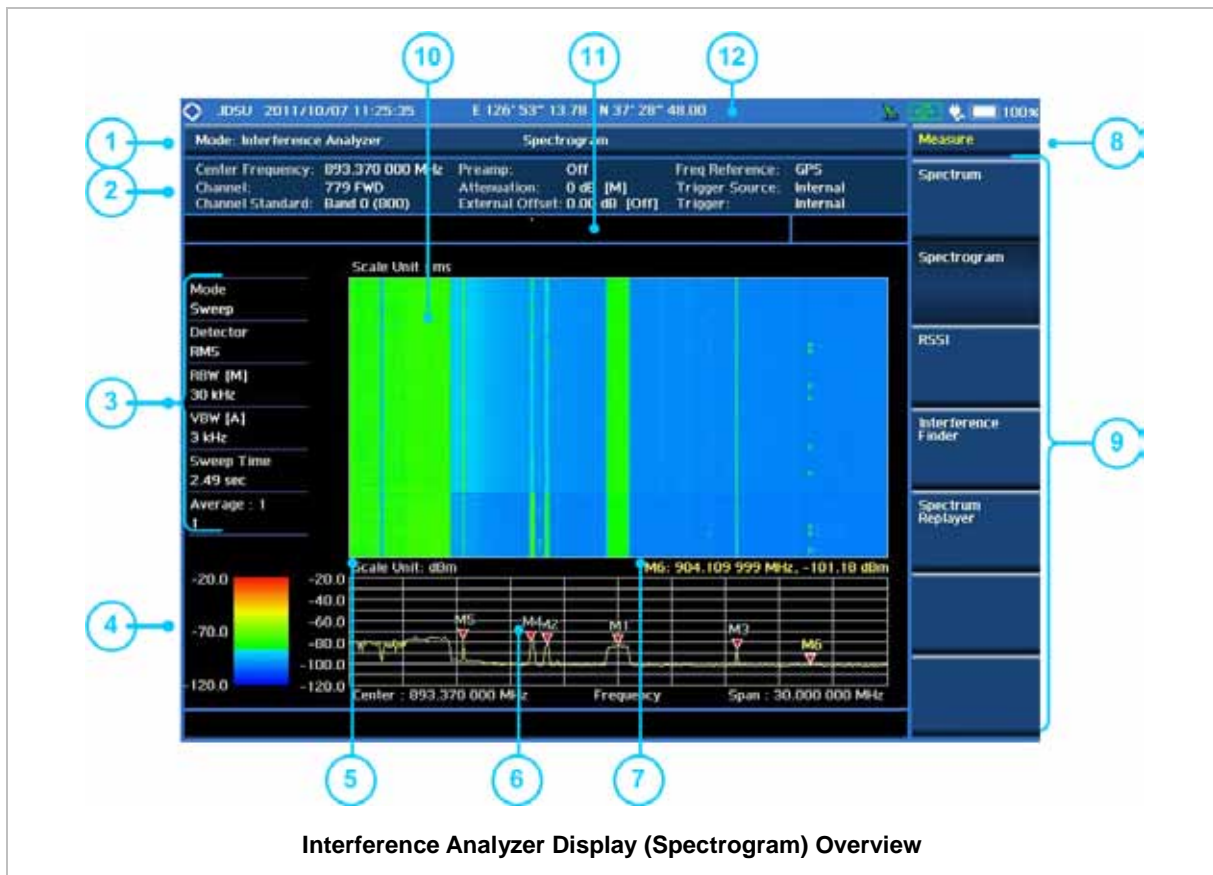 10 11 12
JDSU 2011/10/07 11:25:35 E 126° 53" 13.78 N 37° 28" 48.00 100%
1 Mode: Interference Analyzer Spectrogram Measure 8
2 Center Frequency: 893.370 000 MHz Preamp: Off Freq Reference: GPS
Channel: 779 FWD Attenuation: 0 dB [M] Trigger Source: Internal
Channel Standard: Band 0 (800) External Offset: 0.00 dB [Off] Trigger: Internal
Spectrum
Spectrogram
RSSI
Interference
Finder
Spectrum
Replayer
9
Scale Unit : ms
3
Mode
Sweep
Detector
RMS
RBW [M]
30 kHz
VBW [A]
3 kHz
Sweep Time
2.49 sec
Average : 1
1
Scale Unit: dBm M6: 904.109 999 MHz, -101.18 dBm
4
-20.0
-70.0
-120.0
-20.0
-40.0
-60.0
-80.0
-100.0
-120.0
M5 M4 M2 M1 M3 M6
Center : 893.370 000 MHz Frequency Span : 30.000 000 MHz
5 6 7
Interference Analyzer Display (Spectrogram) Overview